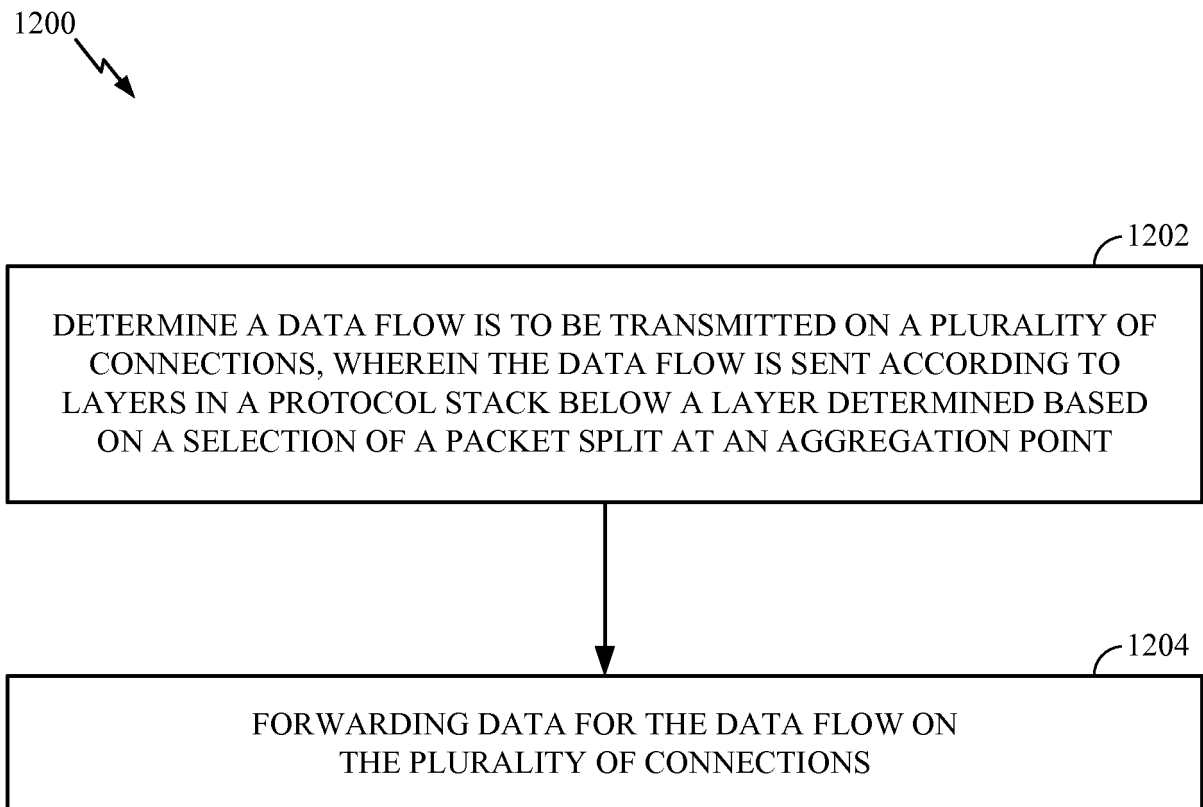 1200
1202
DETERMINE A DATA FLOW IS TO BE TRANSMITTED ON A PLURALITY OF
CONNECTIONS, WHEREIN THE DATA FLOW IS SENT ACCORDING TO
LAYERS IN A PROTOCOL STACK BELOW A LAYER DETERMINED BASED
ON A SELECTION OF A PACKET SPLIT AT AN AGGREGATION POINT
1204
FORWARDING DATA FOR THE DATA FLOW ON
THE PLURALITY OF CONNECTIONS